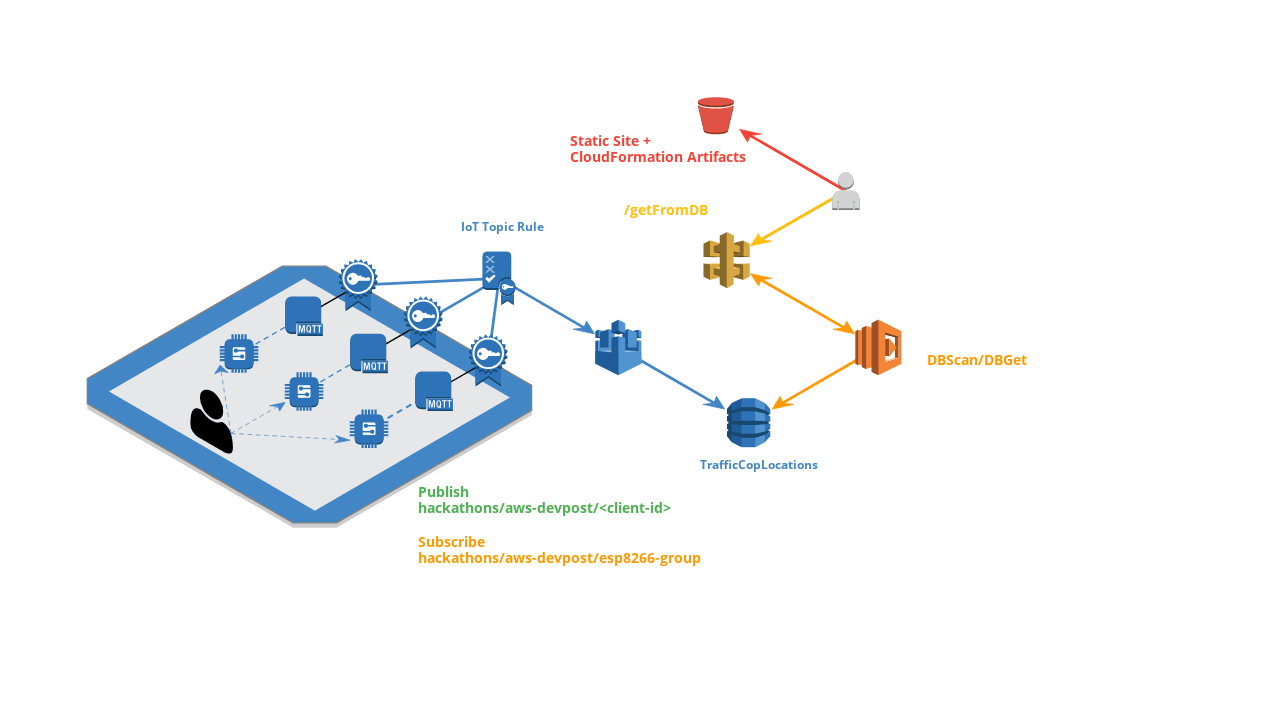 Static Site +
CloudFormation Artifacts
/getFromDB
IoT Topic Rule
MQTT
MQTT
MQTT
DBScan/DBGet
TrafficCopLocations
Publish
hackathons/aws-devpost/<client-id>
Subscribe
hackathons/aws-devpost/esp8266-group